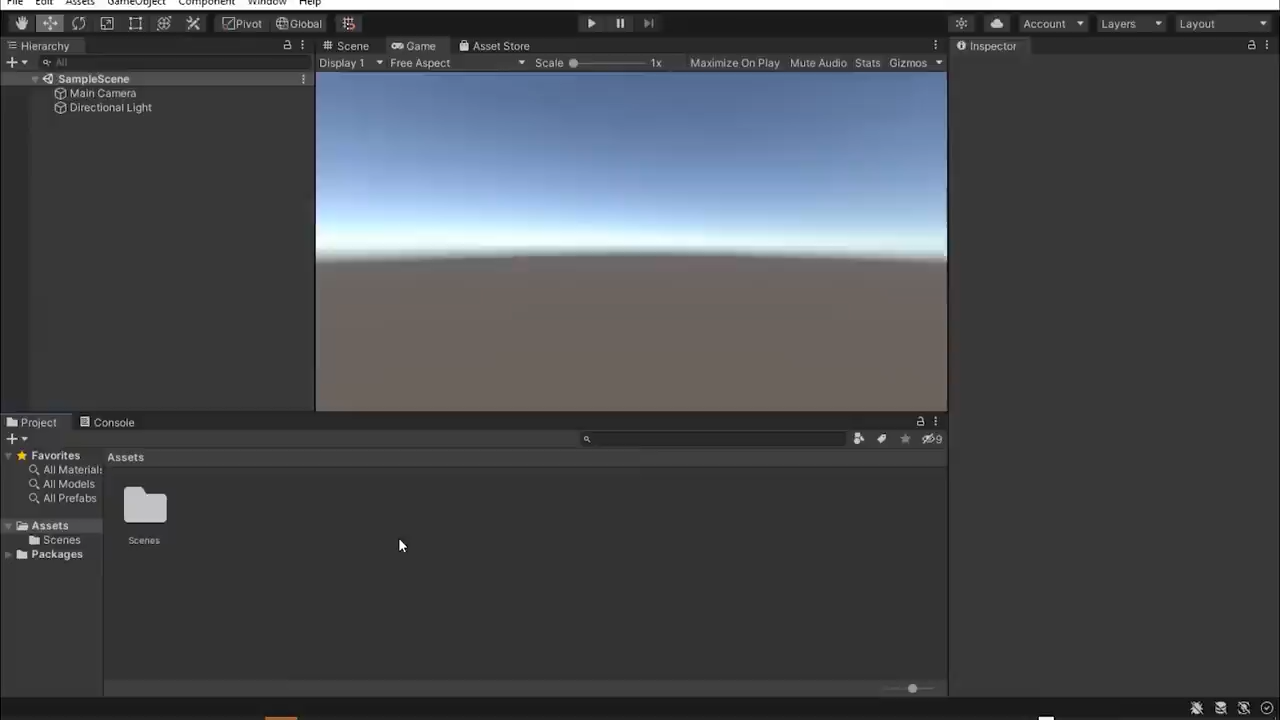 File Edit Assets GameObject Component Window Help
Pivot Global Account Layers Layout
Hierarchy Scene Game Asset Store Inspector
All Display 1 Free Aspect Scale 1x Maximize On Play Mute Audio Stats Gizmos
SampleScene
Main Camera
Directional Light
Project Console
9
Favorites Assets
All Materials
All Models
All Prefabs
Assets
Scenes Scenes
Packages